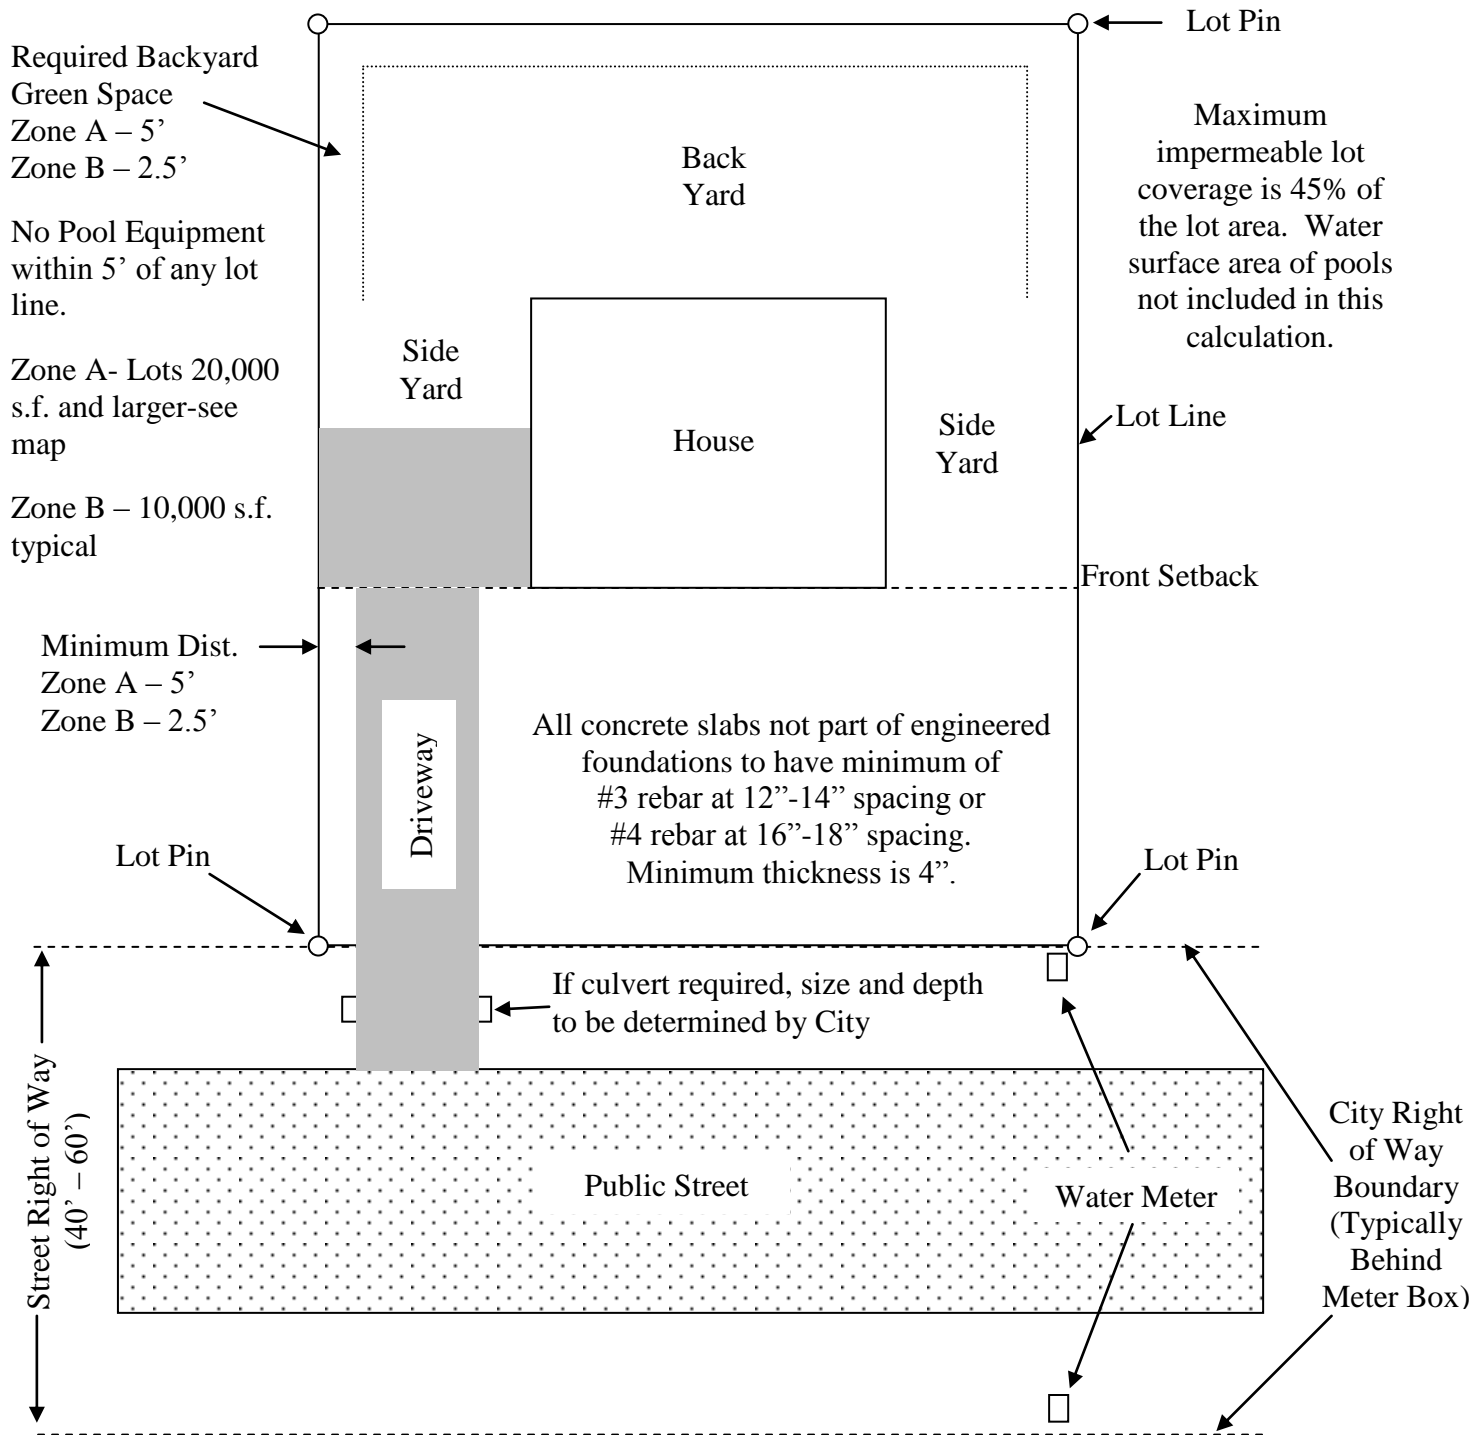 Lot Pin
Required Backyard
Green Space
Zone A – 5’
Zone B – 2.5’
No Pool Equipment
within 5’ of any lot
line.
Zone A- Lots 20,000
s.f. and larger-see
map
Zone B – 10,000 s.f.
typical
Back
Yard
Maximum
impermeable lot
coverage is 45% of
the lot area.  Water
surface area of pools
not included in this
calculation.
Side
Yard
House
Side
Yard
Lot Line
Front Setback
Minimum Dist.
Zone A – 5’
Zone B – 2.5’
Driveway
All concrete slabs not part of engineered
foundations to have minimum of
#3 rebar at 12”-14” spacing or
#4 rebar at 16”-18” spacing.
Minimum thickness is 4”.
Lot Pin
Lot Pin
If culvert required, size and depth
to be determined by City
Street Right of Way
(40’ – 60’)
Public Street
Water Meter
City Right
of Way
Boundary
(Typically
Behind
Meter Box)